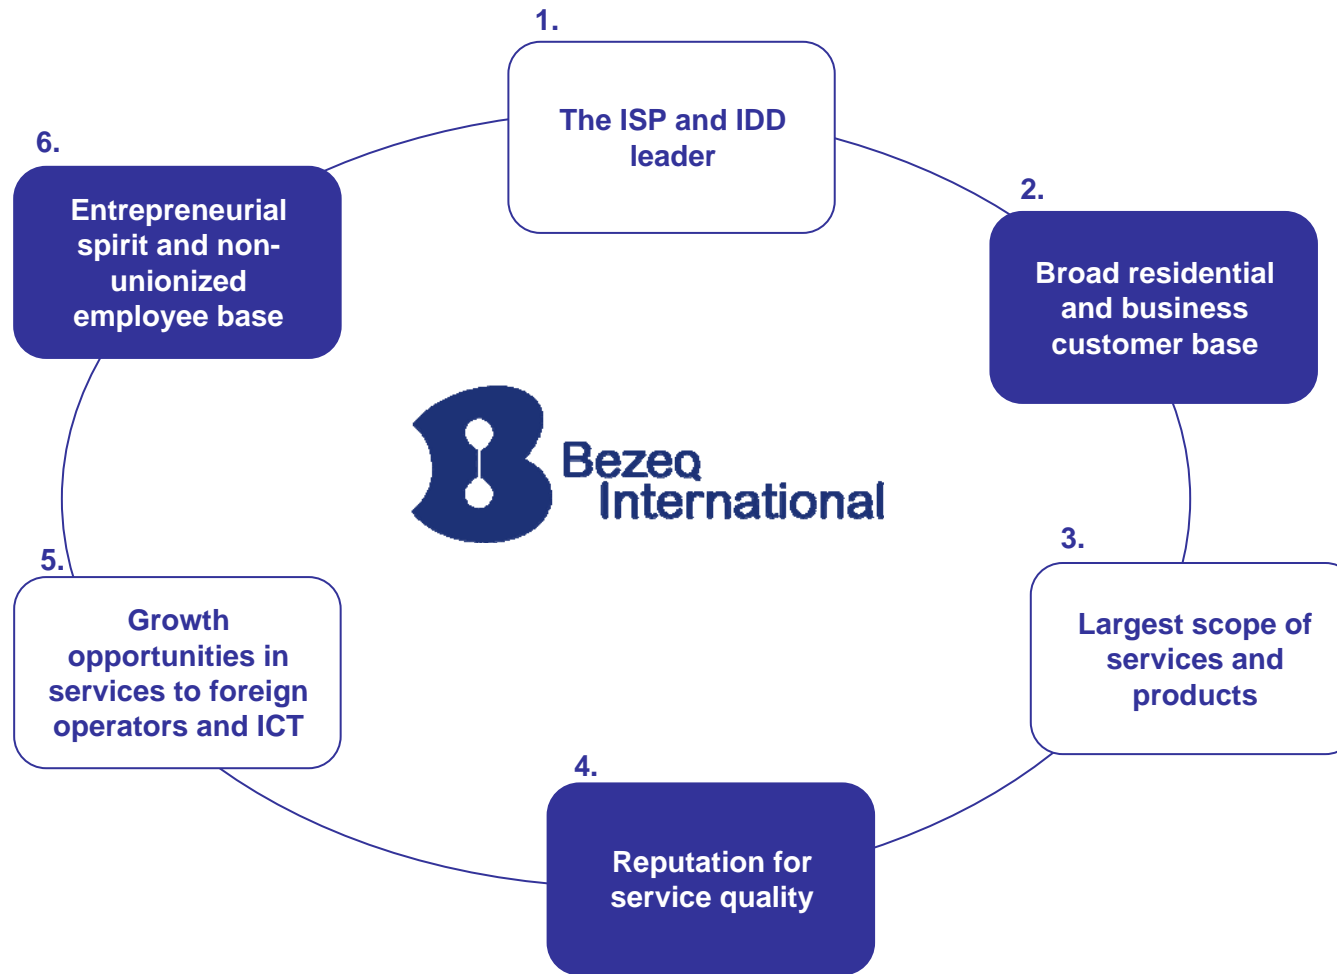 1.
The ISP and IDD
leader
2.
Broad residential
and business
customer base
3.
Largest scope of
services and
products
4.
Reputation for
service quality
5.
Growth
opportunities in
services to foreign
operators and ICT
6.
Entrepreneurial
spirit and non-
unionized
employee base
Bezeq
International